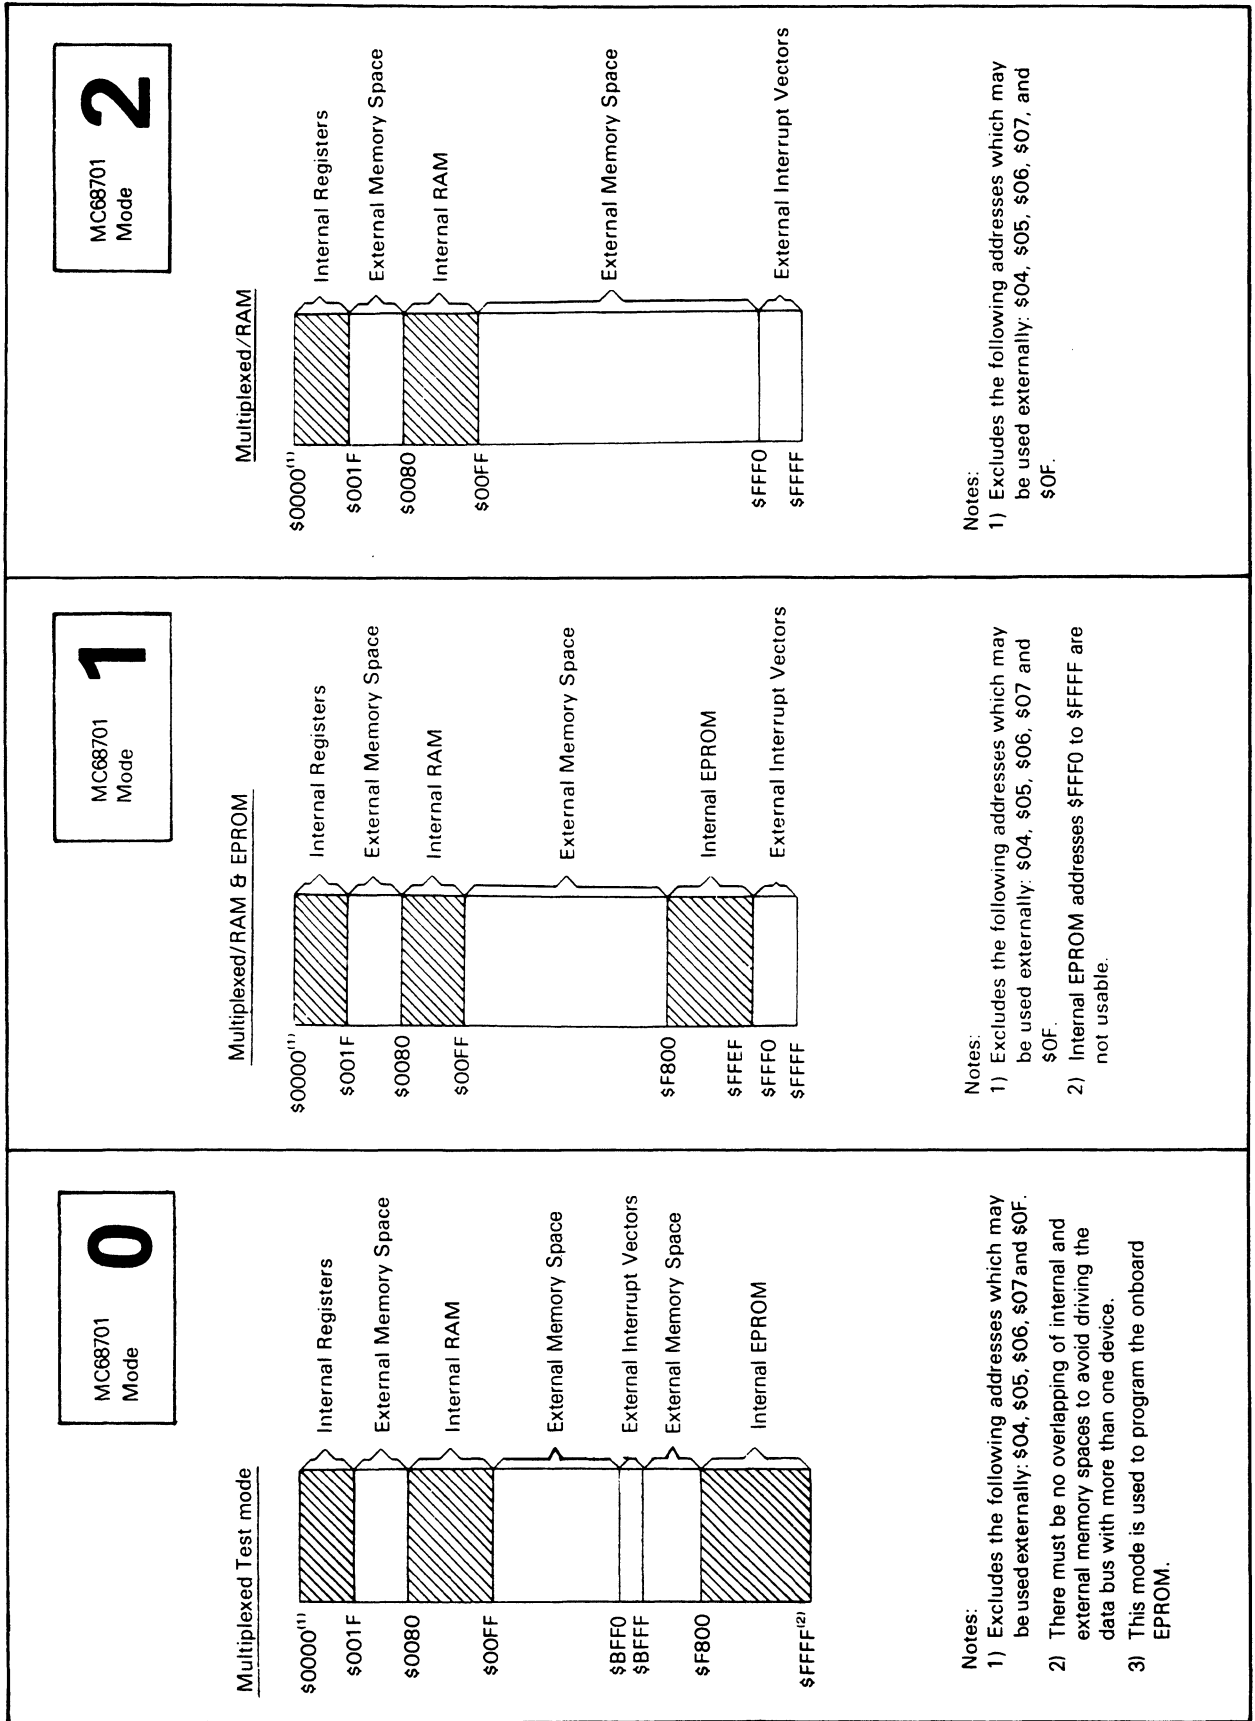 MC68701
Mode
0
Multiplexed Test mode
$0000(1)
$001F
$0080
$00FF
$BFF0
$BFFF
$F800
$FFFF(2)
Internal Registers
External Memory Space
Internal RAM
External Memory Space
External Interrupt Vectors
External Memory Space
Internal EPROM
Notes:
1) Excludes the following addresses which may
be used externally: $04, $05, $06, $07 and $0F.
2) There must be no overlapping of internal and
external memory spaces to avoid driving the
data bus with more than one device.
3) This mode is used to program the onboard
EPROM.
MC68701
Mode
1
Multiplexed/RAM & EPROM
$0000(1)
$001F
$0080
$00FF
$F800
$FFEF
$FFF0
$FFFF
Internal Registers
External Memory Space
Internal RAM
External Memory Space
Internal EPROM
External Interrupt Vectors
Notes:
1) Excludes the following addresses which may
be used externally: $04, $05, $06, $07 and
$0F.
2) Internal EPROM addresses $FFF0 to $FFFF are
not usable.
MC68701
Mode
2
Multiplexed/RAM
$0000(1)
$001F
$0080
$00FF
$FFF0
$FFFF
Internal Registers
External Memory Space
Internal RAM
External Memory Space
External Interrupt Vectors
Notes:
1) Excludes the following addresses which may
be used externally: $04, $05, $06, $07, and
$0F.